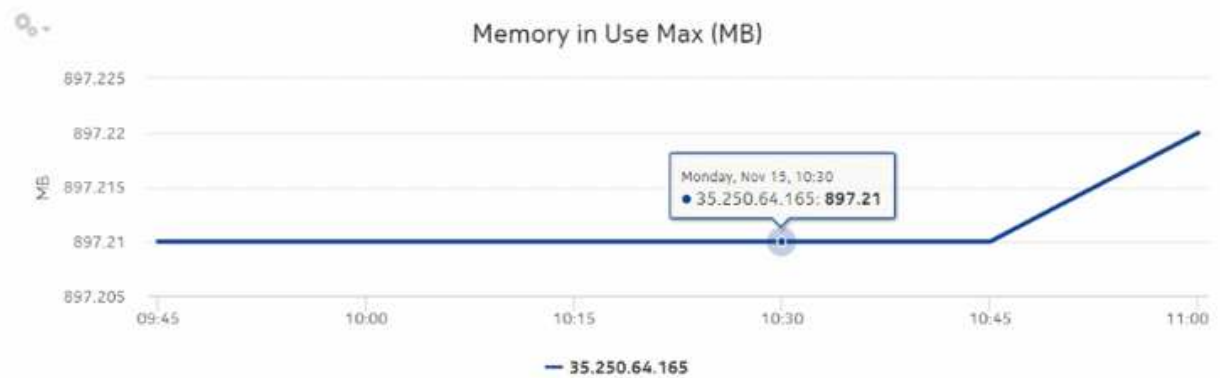 Memory in Use Max (MB)
897.225
897.22
897.215
897.21
897.205
MB
Monday, Nov 15, 10:30
● 35.250.64.165: 897.21
09:45 10:00 10:15 10:30 10:45 11:00
35.250.64.165